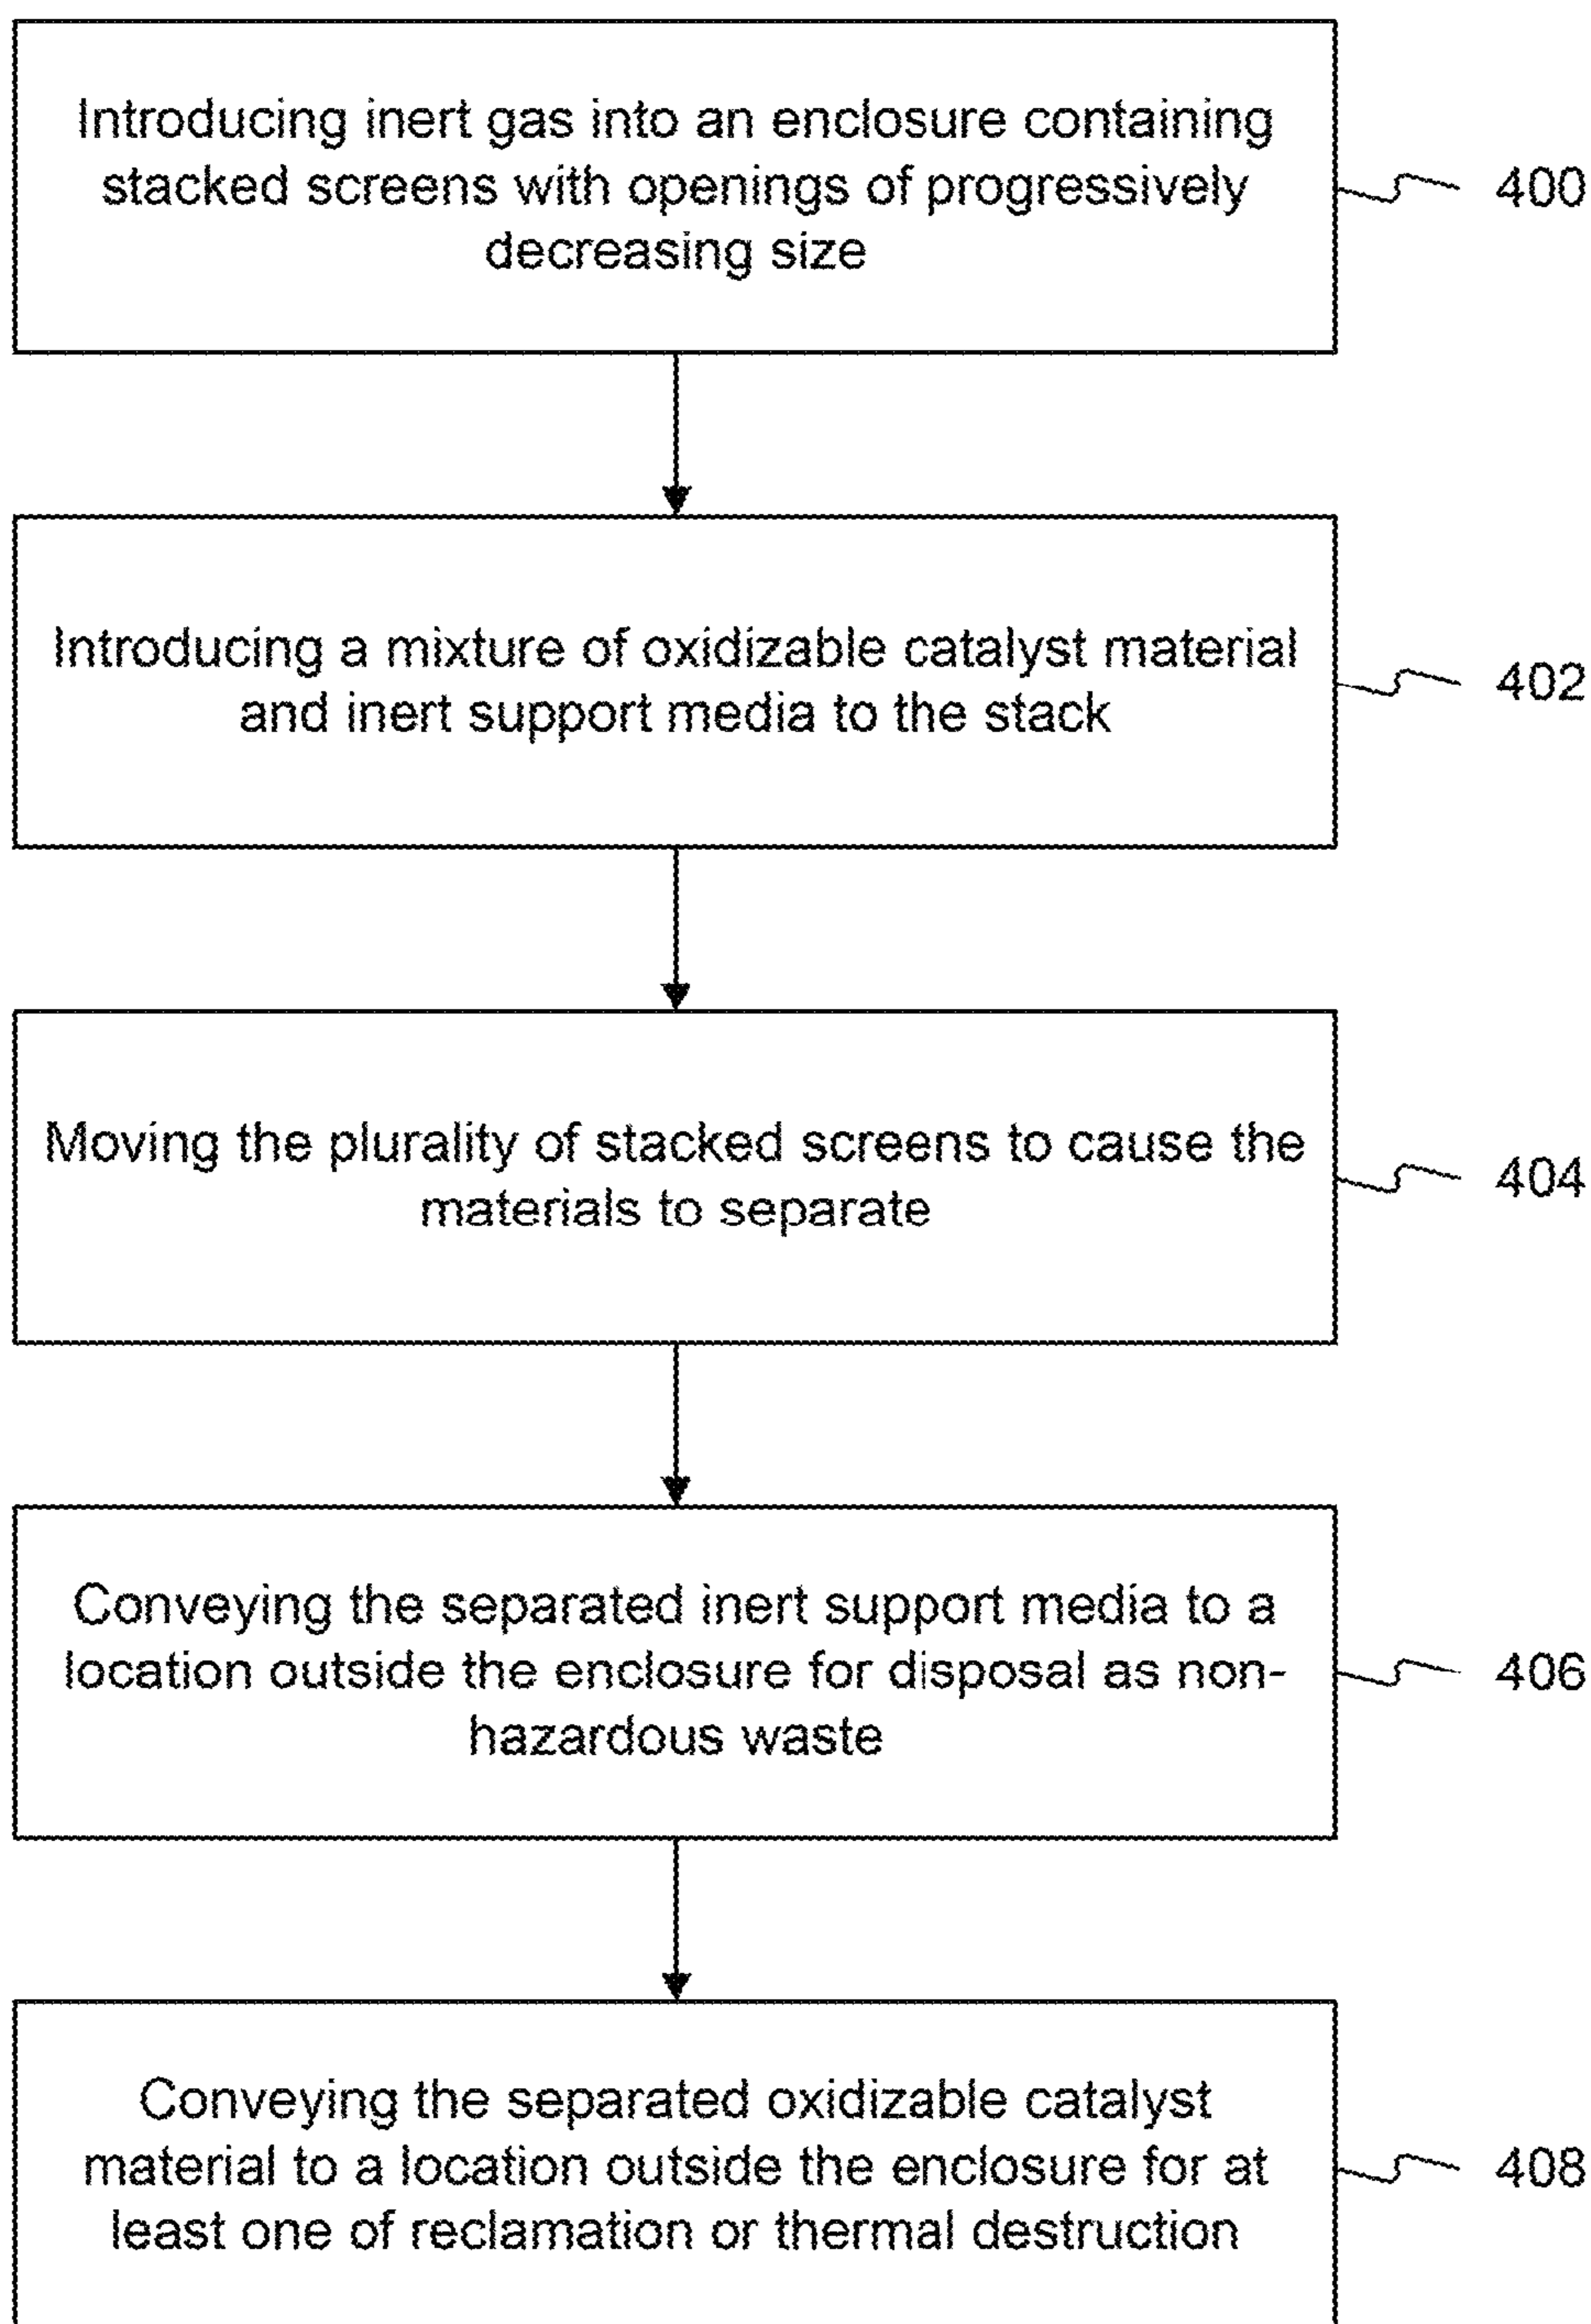 Introducing inert gas into an enclosure containing
stacked screens with openings of progressively
decreasing size
400
Introducing a mixture of oxidizable catalyst material
and inert support media to the stack
402
Moving the plurality of stacked screens to cause the
materials to separate
404
Conveying the separated inert support media to a
location outside the enclosure for disposal as non-
hazardous waste
406
Conveying the separated oxidizable catalyst
material to a location outside the enclosure for at
least one of reclamation or thermal destruction
408